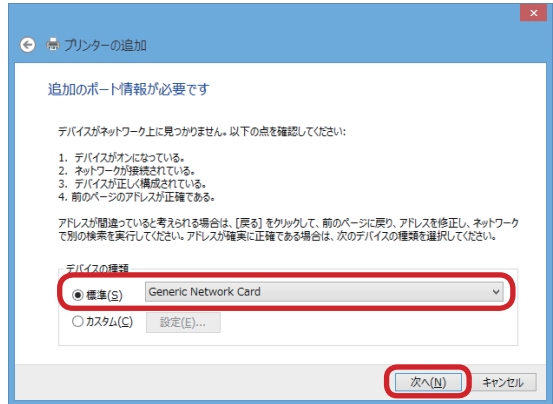 プリンターの追加
追加のポート情報が必要です
デバイスがネットワーク上に見つかりません。以下の点を確認してください:
1. デバイスがオンになっている。
2. ネットワークが接続されている。
3. デバイスが正しく構成されている。
4. 前のページのアドレスが正確である。
アドレスが間違っていると考えられる場合は、[戻る] をクリックして、前のページに戻り、アドレスを修正し、ネットワーク
で別の検索を実行してください。アドレスが確実に正確である場合は、次のデバイスの種類を選択してください。
デバイスの種類
標準(S) Generic Network Card
カスタム(C) 設定(E)...
次へ(N) キャンセル